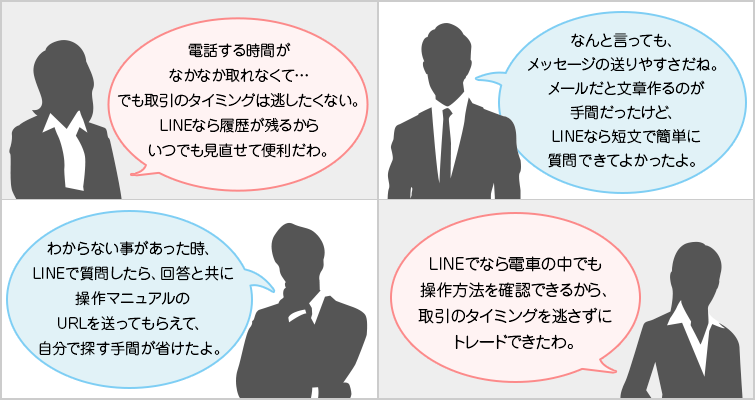 電話する時間が
なかなか取れなくて…
でも取引のタイミングは逃したくない。
LINEなら履歴が残るから
いつでも見直せて便利だわ。
なんと言っても、
メッセージの送りやすさだね。
メールだと文章作るのが
手間だったけど、
LINEなら短文で簡単に
質問できてよかったよ。
わからない事があった時、
LINEで質問したら、回答と共に
操作マニュアルの
URLを送ってもらえて、
自分で探す手間が省けたよ。
LINEでなら電車の中でも
操作方法を確認できるから、
取引のタイミングを逃さずに
トレードできたわ。